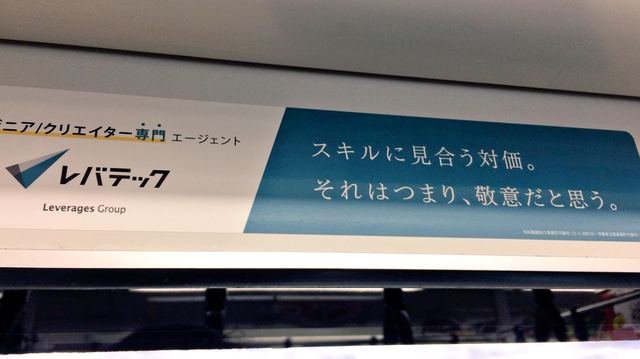 ニア/クリエイター専門 エージェント
レバテック
Leverages Group
スキルに見合う対価。
それはつまり、敬意だと思う。